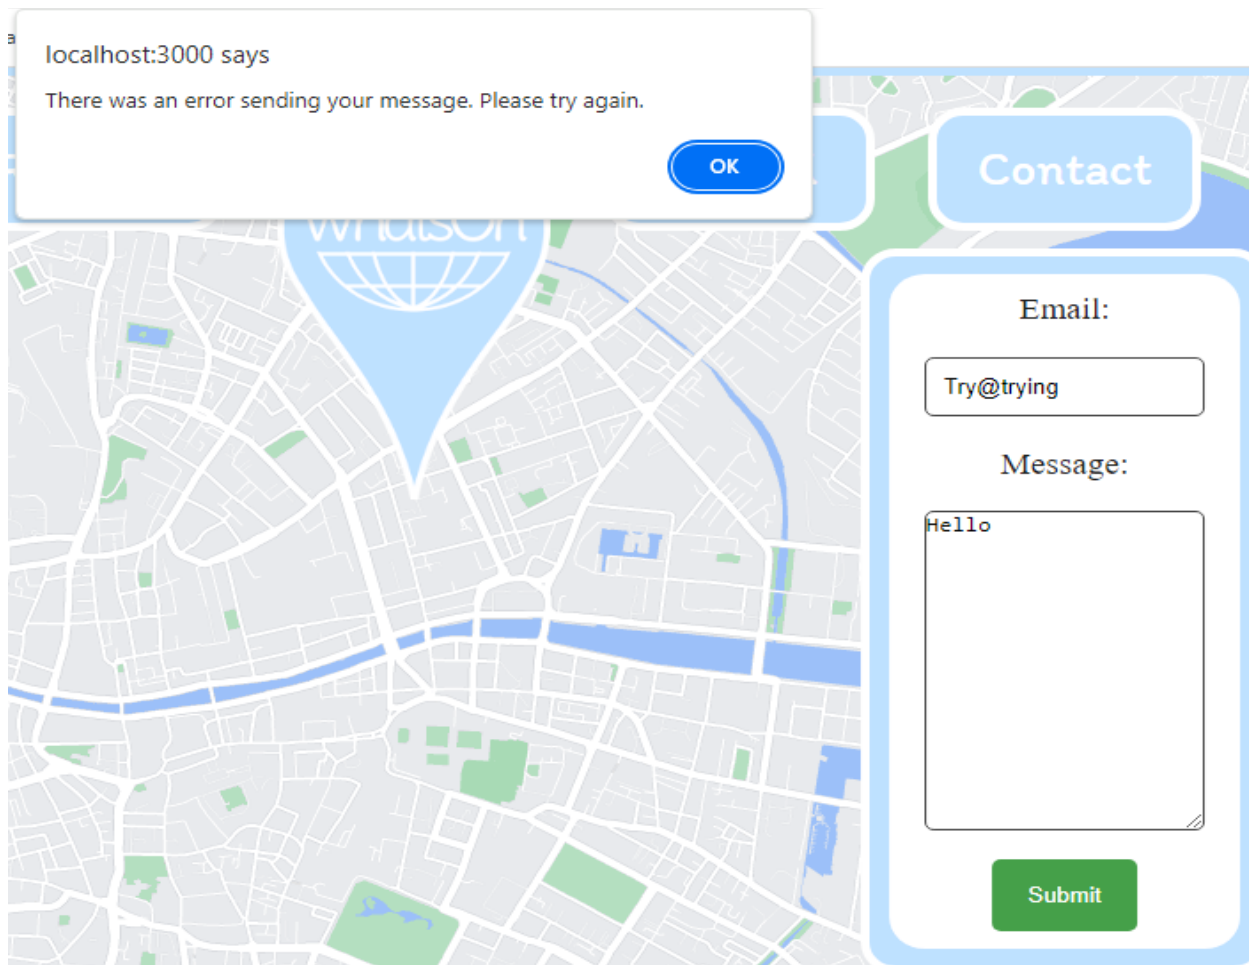 localhost:3000 says
There was an error sending your message. Please try again.
OK
Contact
WhatsOn
Email:
Try@trying
Message:
Hello
Submit